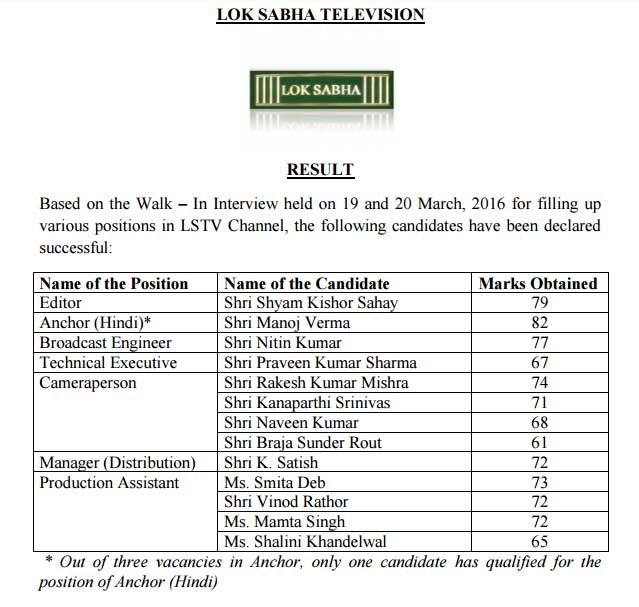 LOK SABHA TELEVISION
LOK SABHA
RESULT
Based on the Walk – In Interview held on 19 and 20 March, 2016 for filling up
various positions in LSTV Channel, the following candidates have been declared
successful:
Name of the Position Name of the Candidate Marks Obtained
Editor Shri Shyam Kishor Sahay 79
Anchor (Hindi)* Shri Manoj Verma 82
Broadcast Engineer Shri Nitin Kumar 77
Technical Executive Shri Praveen Kumar Sharma 67
Cameraperson Shri Rakesh Kumar Mishra 74
Shri Kanaparthi Srinivas 71
Shri Naveen Kumar 68
Shri Braja Sunder Rout 61
Manager (Distribution) Shri K. Satish 72
Production Assistant Ms. Smita Deb 73
Shri Vinod Rathor 72
Ms. Mamta Singh 72
Ms. Shalini Khandelwal 65
* Out of three vacancies in Anchor, only one candidate has qualified for the
position of Anchor (Hindi)